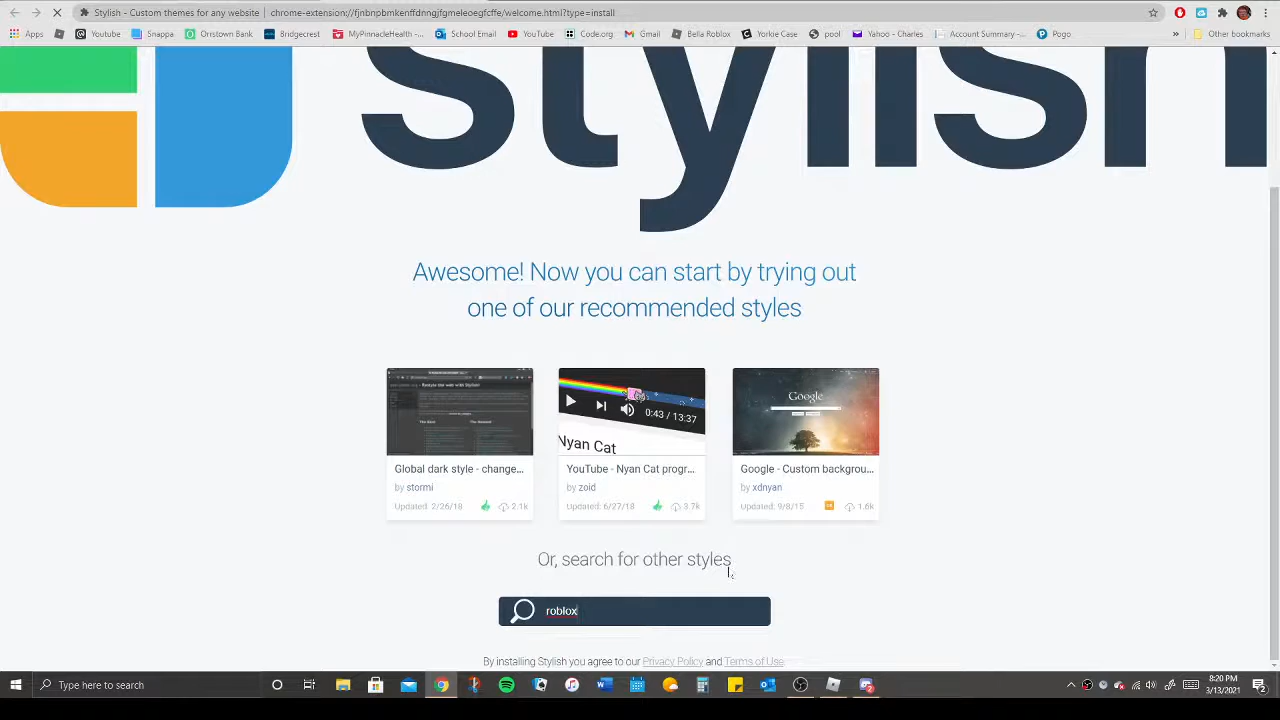 Stylish - Custom themes for any website | chrome-extension://fjnbnpbmkenffdnngjfgmeleoegfcffe/welcome.html?type=install
Apps Youtube Snappa Orrstown Bank Bridgecrest MyPinnacleHealth -... School Email YouTube Code.org Gmail Bella Roblox Yorkie Case pool Yahoo - Charles Account Summary -... Pogo » Other bookmarks
stylish
Awesome! Now you can start by trying out
one of our recommended styles
Nyan Cat
0:43 / 13:37
Google
Global dark style - change...
by stormi
Updated: 2/26/18 2.1k
YouTube - Nyan Cat progr...
by zoid
Updated: 6/27/18 3.7k
Google - Custom backgrou...
by xdnyan
Updated: 9/8/15 1.6k
Or, search for other styles
roblox
By installing Stylish you agree to our Privacy Policy and Terms of Use.
Type here to search
8:20 PM
3/13/2021